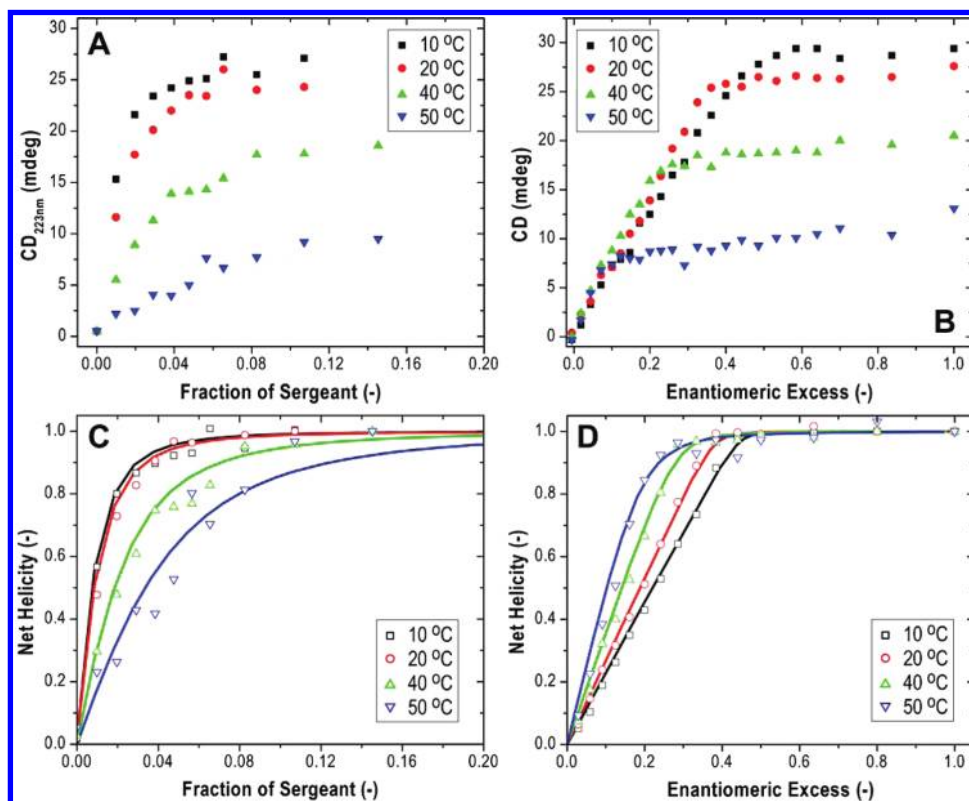 A
10 °C
20 °C
40 °C
50 °C
CD223nm (mdeg)
30
25
20
15
10
5
0
0.00 0.04 0.08 0.12 0.16 0.20
Fraction of Sergeant (-)
B
10 °C
20 °C
40 °C
50 °C
CD (mdeg)
30
25
20
15
10
5
0
0.0 0.2 0.4 0.6 0.8 1.0
Enantiomeric Excess (-)
C
10 °C
20 °C
40 °C
50 °C
Net Helicity (-)
1.0
0.8
0.6
0.4
0.2
0.0
0.04 0.08 0.12 0.16 0.20
Fraction of Sergeant (-)
D
10 °C
20 °C
40 °C
50 °C
Net Helicity (-)
1.0
0.8
0.6
0.4
0.2
0.0
0.0 0.2 0.4 0.6 0.8 1.0
Enantiomeric Excess (-)